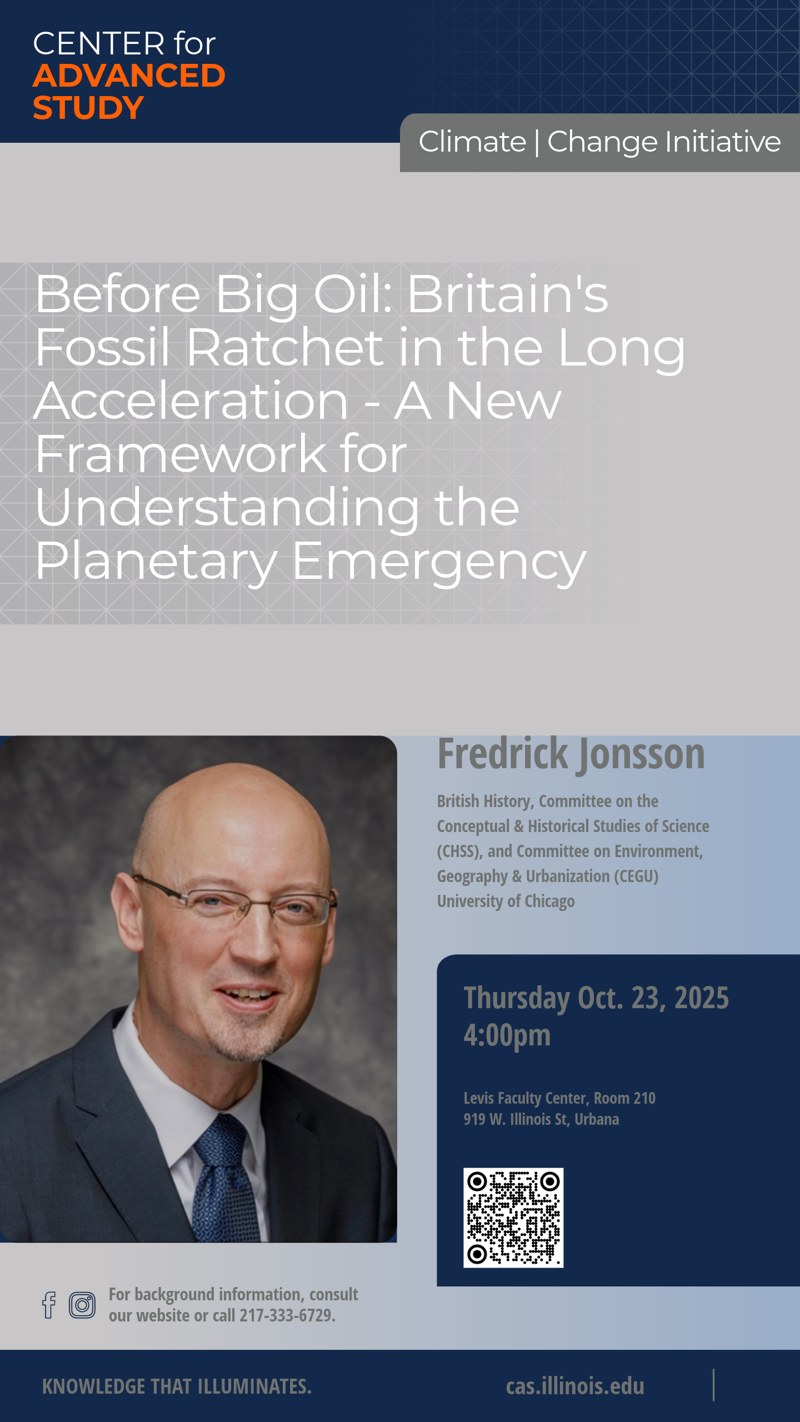 CENTER for
ADVANCED
STUDY
Climate | Change Initiative
Before Big Oil: Britain's
Fossil Ratchet in the Long
Acceleration - A New
Framework for
Understanding the
Planetary Emergency
Fredrick Jonsson
British History, Committee on the
Conceptual & Historical Studies of Science
(CHSS), and Committee on Environment,
Geography & Urbanization (CEGU)
University of Chicago
Thursday Oct. 23, 2025
4:00pm
Levis Faculty Center, Room 210
919 W. Illinois St, Urbana
For background information, consult
our website or call 217-333-6729.
KNOWLEDGE THAT ILLUMINATES.
cas.illinois.edu